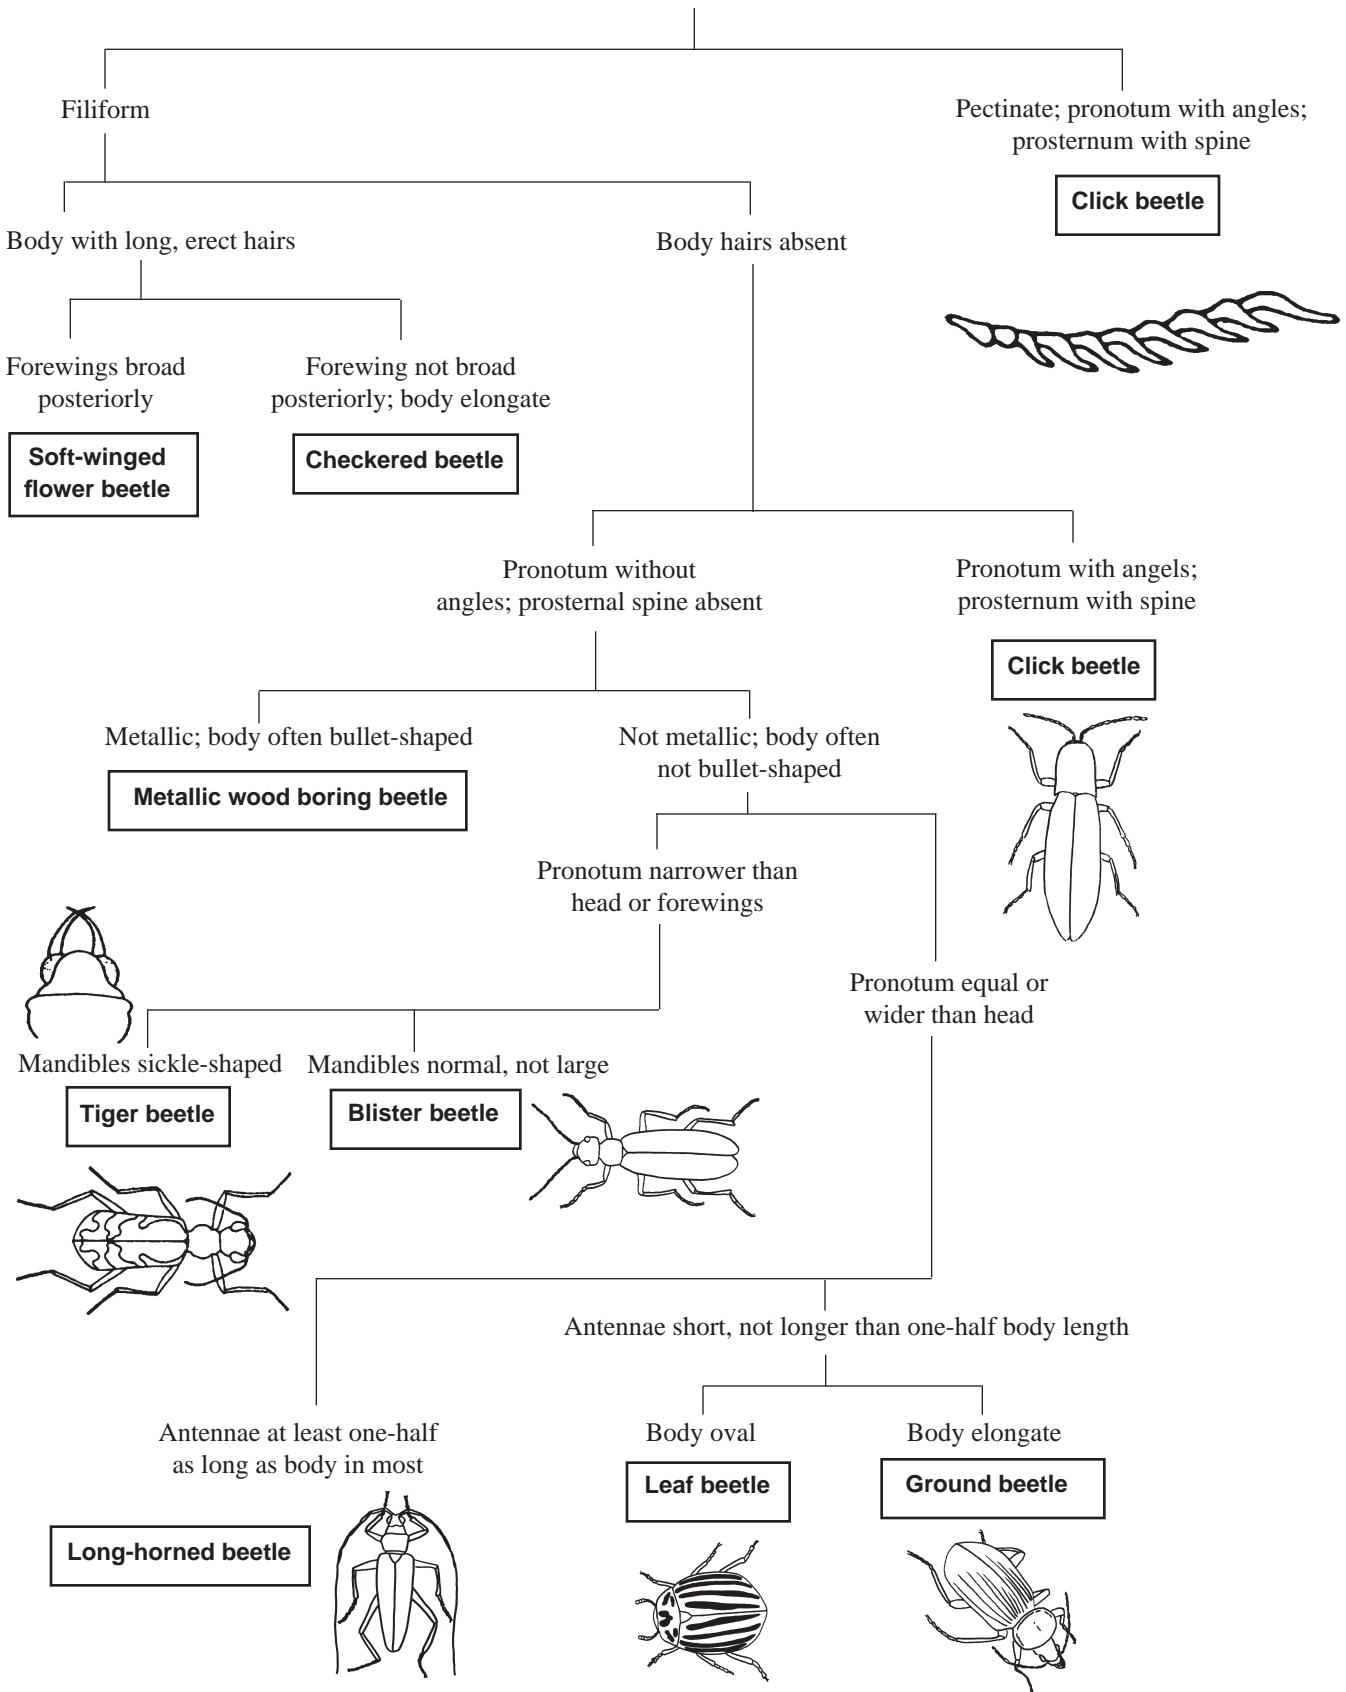 Filiform
Pectinate; pronotum with angles;
prosternum with spine
Click beetle
Body with long, erect hairs
Body hairs absent
Forewings broad
posteriorly
Soft-winged
flower beetle
Forewing not broad
posteriorly; body elongate
Checkered beetle
Pronotum without
angles; prosternal spine absent
Pronotum with angels;
prosternum with spine
Click beetle
Metallic; body often bullet-shaped
Metallic wood boring beetle
Not metallic; body often
not bullet-shaped
Pronotum narrower than
head or forewings
Pronotum equal or
wider than head
Mandibles sickle-shaped
Tiger beetle
Mandibles normal, not large
Blister beetle
Antennae short, not longer than one-half body length
Antennae at least one-half
as long as body in most
Long-horned beetle
Body oval
Leaf beetle
Body elongate
Ground beetle